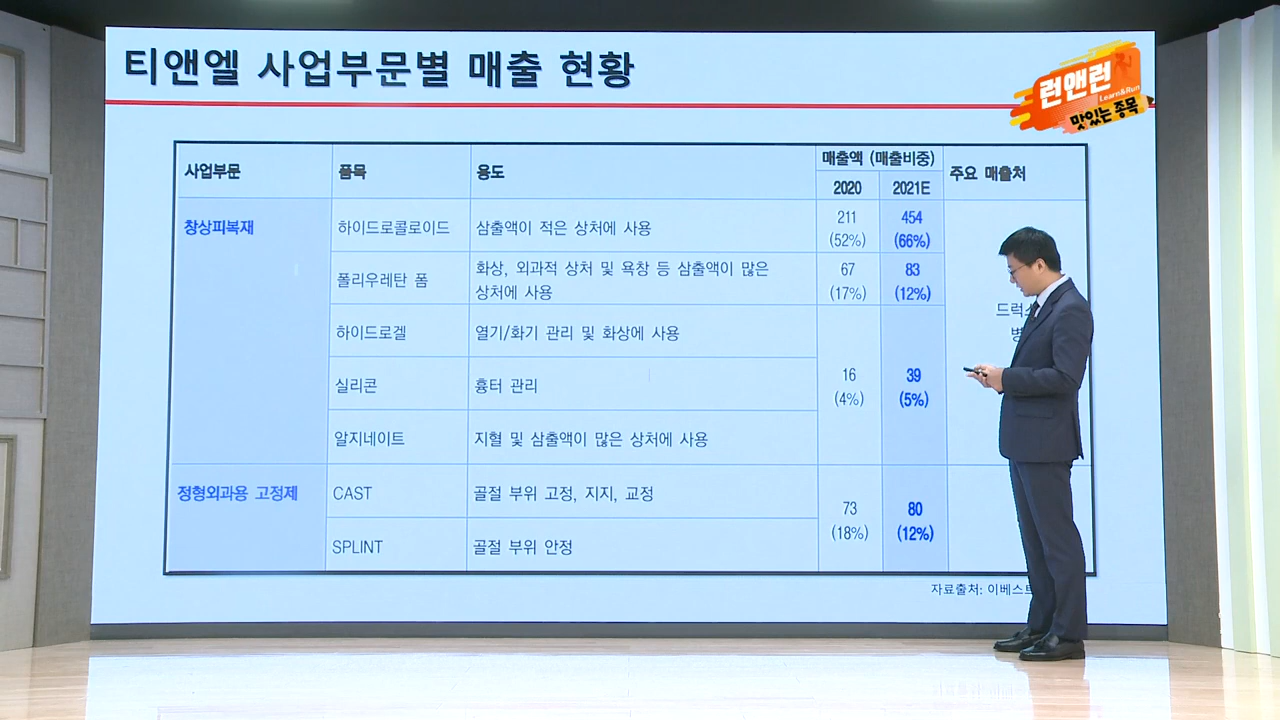 티앤엘 사업부문별 매출 현황
런앤런
Learn&Run
맛있는 종목
사업부문 품목 용도 매출액 (매출비중) 주요 매출처
2020 2021E
창상피복재 하이드로콜로이드 삼출액이 적은 상처에 사용 211 454
(52%) (66%)
폴리우레탄 폼 화상, 외과적 상처 및 욕창 등 삼출액이 많은 67 83
상처에 사용 (17%) (12%)
하이드로겔 열기/화기 관리 및 화상에 사용
실리콘 흉터 관리 16 39
(4%) (5%)
알지네이트 지혈 및 삼출액이 많은 상처에 사용
정형외과용 고정제 CAST 골절 부위 고정, 지지, 교정 73 80
(18%) (12%)
SPLINT 골절 부위 안정
자료출처: 이베스트